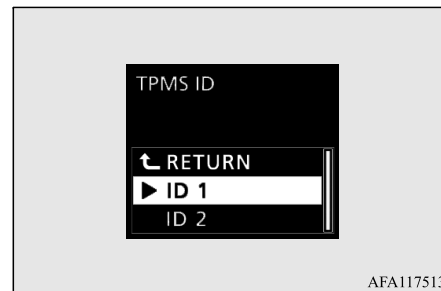 TPMS ID
RETURN
ID 1
ID 2
AFA117513